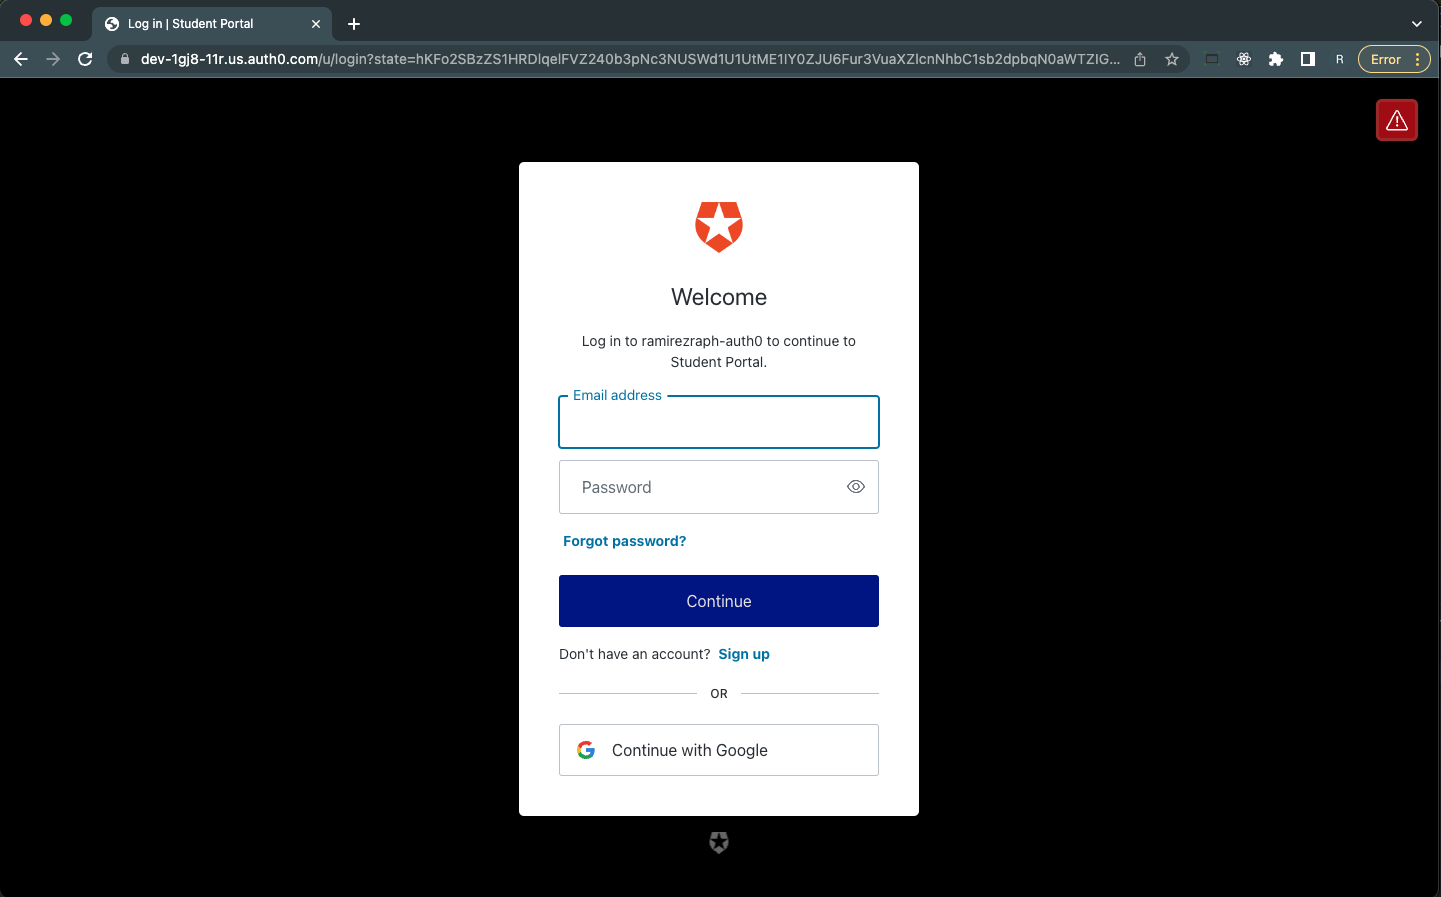 Log in | Student Portal
dev-1gj8-11r.us.auth0.com/u/login?state=hKFo2SBzZS1HRDlqelFVZ240b3pNc3NUSWd1U1UtME1lY0ZJU6Fur3VuaXZlcnNhbC1sb2dpbqN0aWTZIG...
R
Error
Welcome
Log in to ramirezraph-auth0 to continue to
Student Portal.
Email address
Password
Forgot password?
Continue
Don't have an account? Sign up
OR
Continue with Google